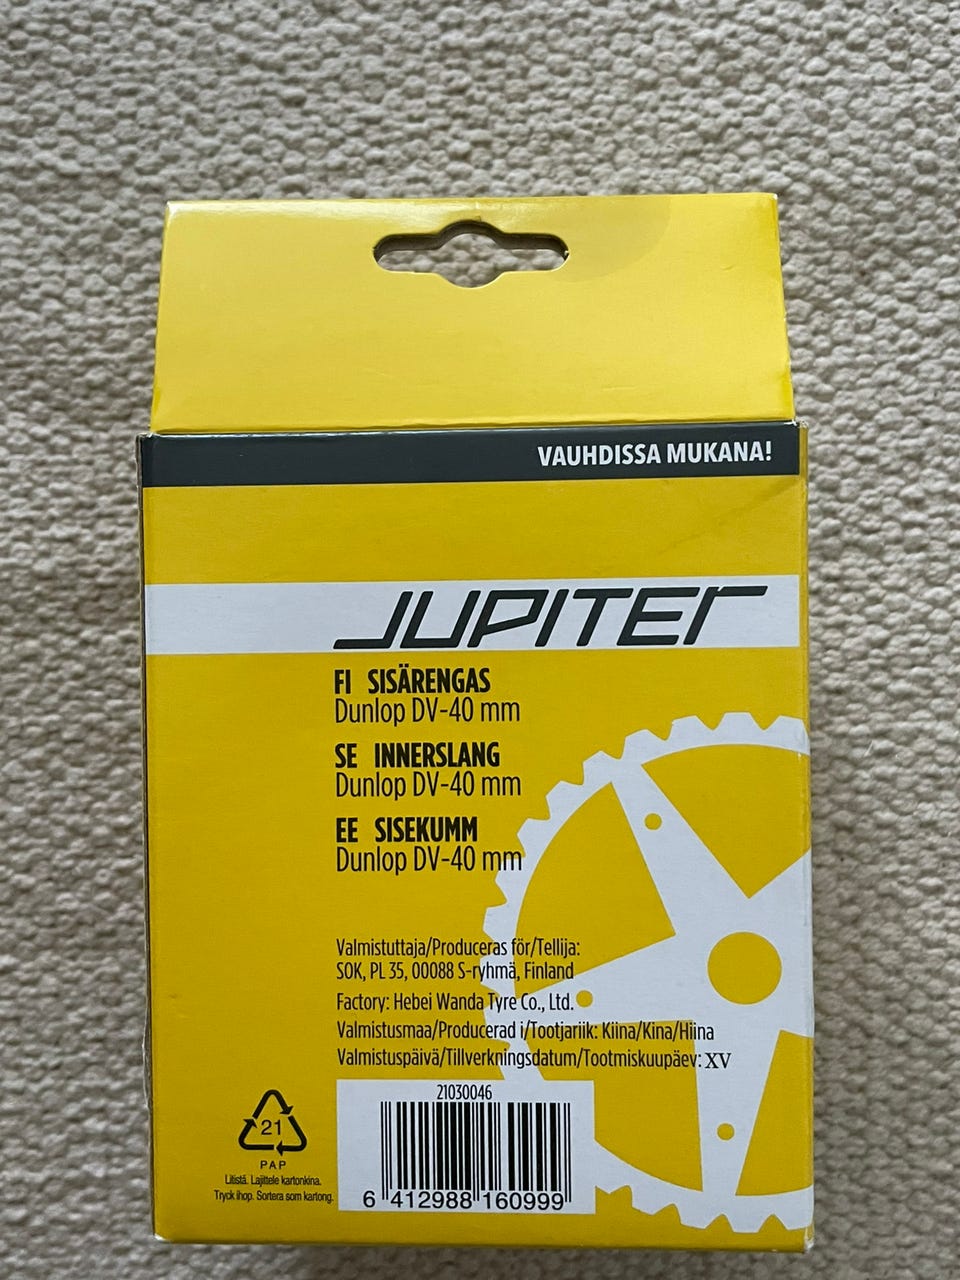 VAUHDISSA MUKANA!
JUPITER
FI SISÄRENGAS
Dunlop DV-40 mm
SE INNERSLANG
Dunlop DV-40 mm
EE SISEKUMM
Dunlop DV-40 mm
Valmistuttaja/Produceras för/Tellija:
SOK, PL 35, 00088 S-ryhmä, Finland
Factory: Hebei Wanda Tyre Co., Ltd.
Valmistusmaa/Producerad i/Tootjariik: Kiina/Kina/Hiina
Valmistuspäivä/Tillverkningsdatum/Tootmiskuupäev: XV
21030046
6 412988 160999
21
PAP
Litistä. Lajittele kartonkina.
Tryck ihop. Sortera som kartong.